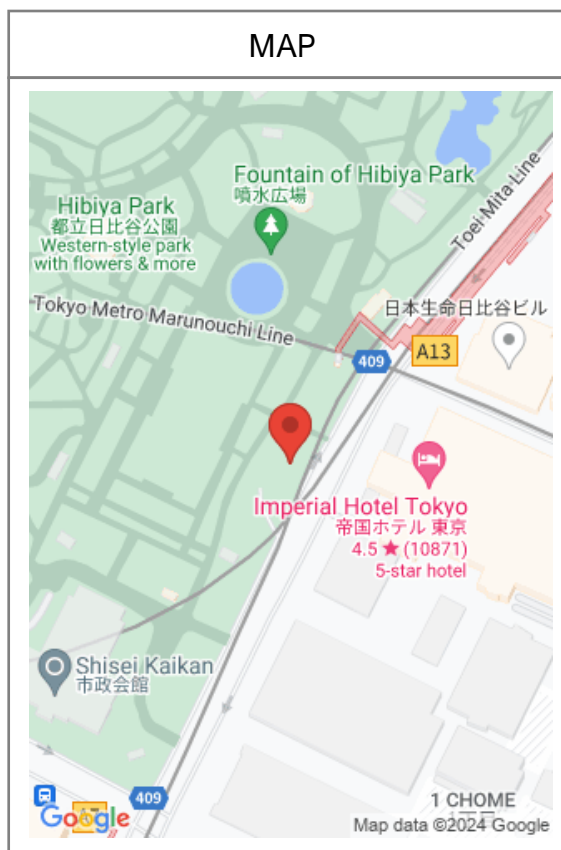 MAP
Fountain of Hibiya Park
噴水広場
Hibiya Park
都立日比谷公園
Western-style park
with flowers & more
Toei-Mita Line
Tokyo Metro Marunouchi Line
日本生命日比谷ビル
A13
409
Imperial Hotel Tokyo
帝国ホテル 東京
4.5 ★ (10871)
5-star hotel
Shisei Kaikan
市政会館
409
Google
1 CHOME
Map data ©2024 Google